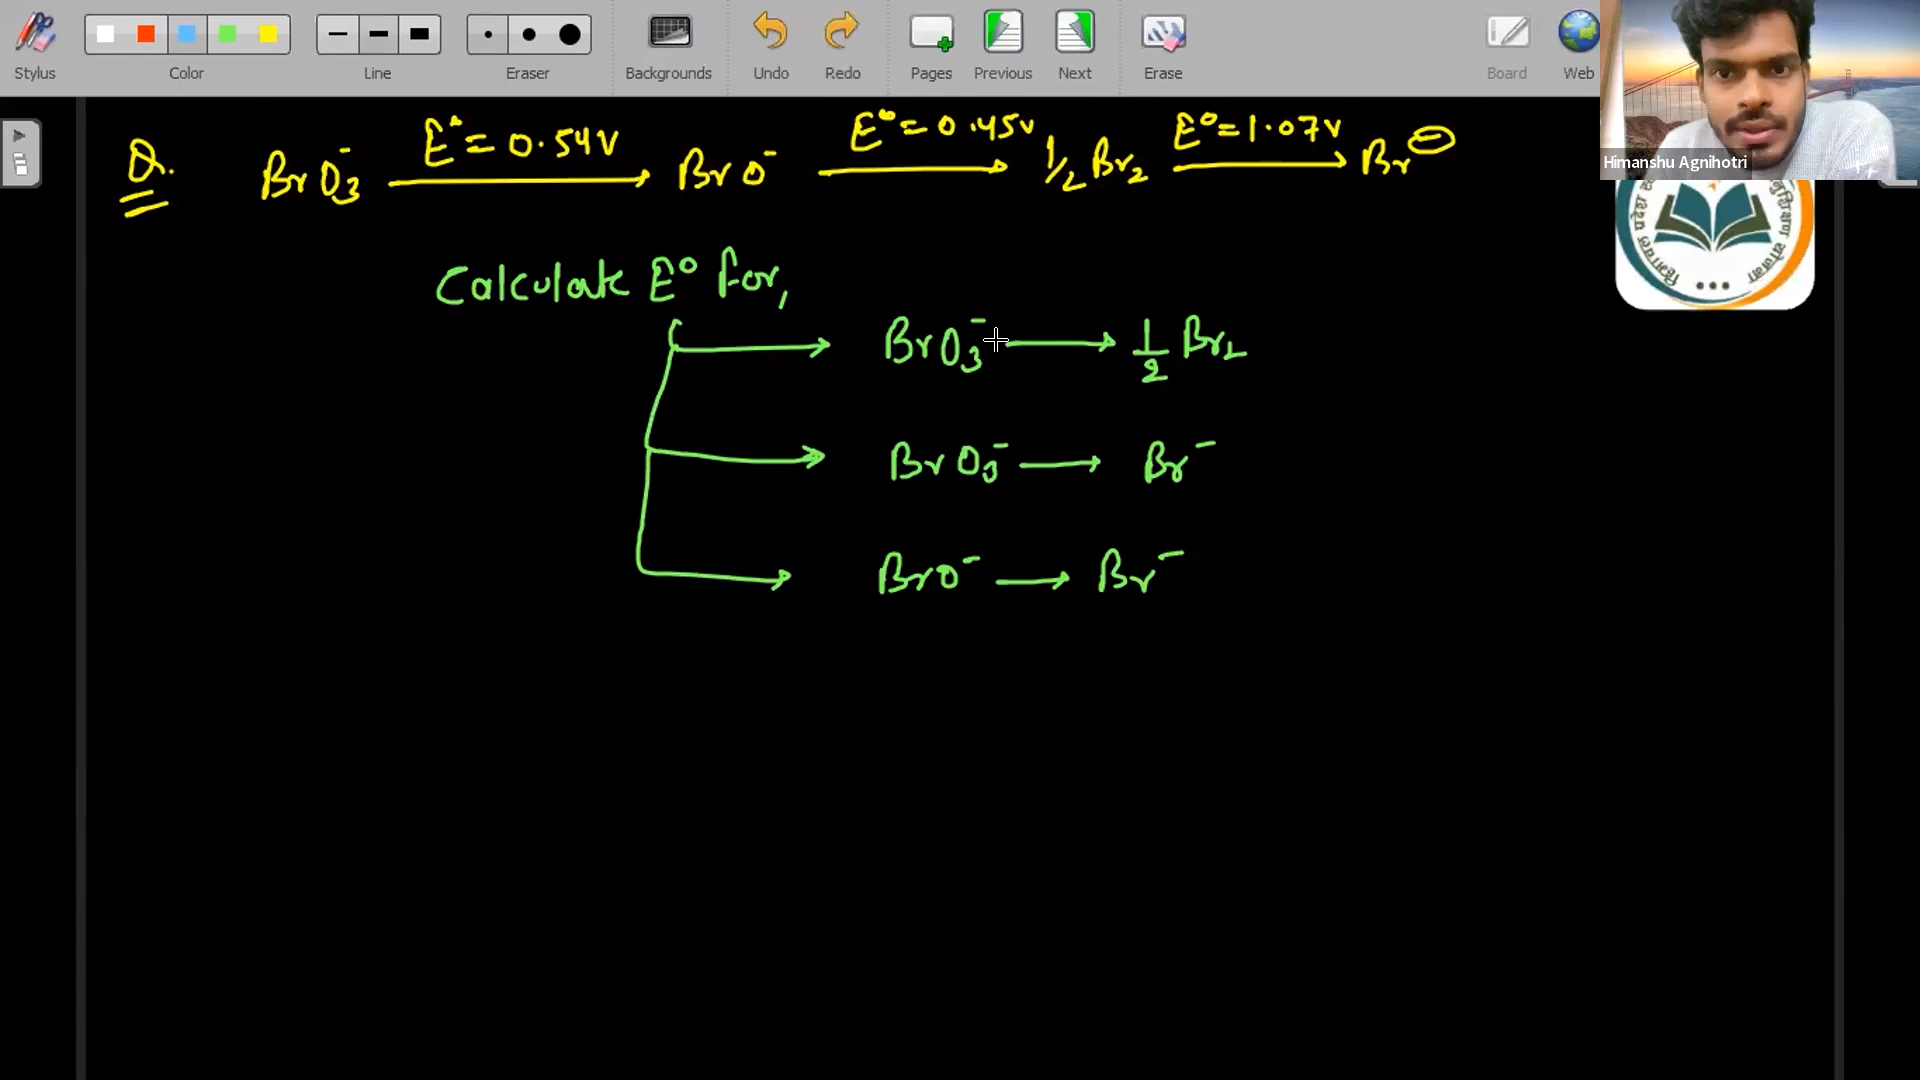 Stylus Color Line Eraser Backgrounds Undo Redo Pages Previous Next Erase Board Web
Himanshu Agnihotri
Q. BrO₃⁻ E° = 0.54V → BrO⁻ E° = 0.45V → 1/2 Br₂ E° = 1.07V → Br⊖
Calculate E° for,
→ BrO₃⁻ → 1/2 Br₂
→ BrO₃⁻ → Br⁻
→ BrO⁻ → Br⁻